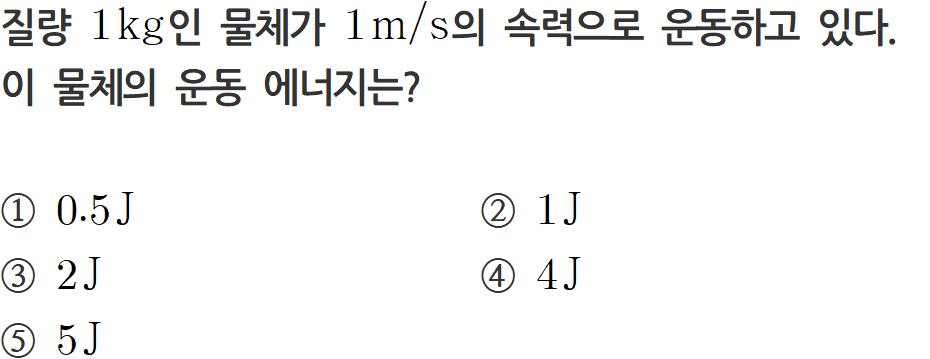 질량 1kg인 물체가 1m/s의 속력으로 운동하고 있다.
이 물체의 운동 에너지는?
① 0.5J ② 1J
③ 2J ④ 4J
⑤ 5J